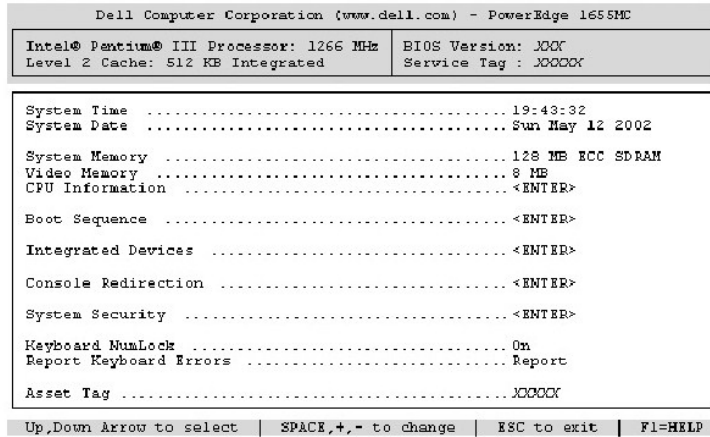 Dell Computer Corporation (www.dell.com) - PowerEdge 1655MC
Intel® Pentium® III Processor: 1266 MHz
Level 2 Cache: 512 KB Integrated
BIOS Version: XXX
Service Tag : XXXXX
System Time ............................................. 19:43:32
System Date ............................................. Sun May 12 2002
System Memory ........................................... 128 MB ECC SDRAM
Video Memory ............................................ 8 MB
CPU Information ......................................... <ENTER>
Boot Sequence ........................................... <ENTER>
Integrated Devices ...................................... <ENTER>
Console Redirection ..................................... <ENTER>
System Security ......................................... <ENTER>
Keyboard NumLock ........................................ On
Report Keyboard Errors .................................. Report
Asset Tag ............................................... XXXXX
Up,Down Arrow to select | SPACE,+,- to change | ESC to exit | F1=HELP